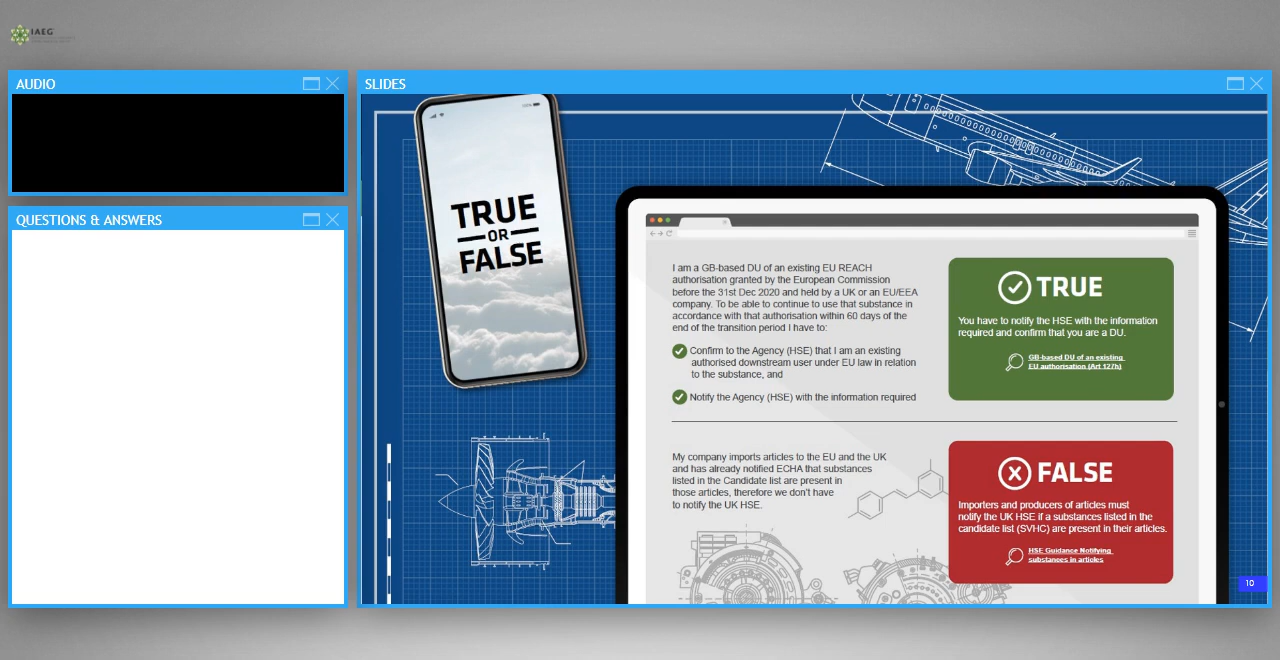 IAEG
AUDIO
SLIDES
QUESTIONS & ANSWERS
100%
TRUE
OR
FALSE
I am a GB-based DU of an existing EU REACH
authorisation granted by the European Commission
before the 31st Dec 2020 and held by a UK or an EU/EEA
company. To be able to continue to use that substance in
accordance with that authorisation within 60 days of the
end of the transition period I have to:
Confirm to the Agency (HSE) that I am an existing
authorised downstream user under EU law in relation
to the substance, and
Notify the Agency (HSE) with the information required
TRUE
You have to notify the HSE with the information
required and confirm that you are a DU.
GB-based DU of an existing
EU authorisation (Art 127h)
My company imports articles to the EU and the UK
and has already notified ECHA that substances
listed in the Candidate list are present in
those articles, therefore we don't have
to notify the UK HSE.
FALSE
Importers and producers of articles must
notify the UK HSE if a substances listed in the
candidate list (SVHC) are present in their articles.
HSE Guidance Notifying
substances in articles
10